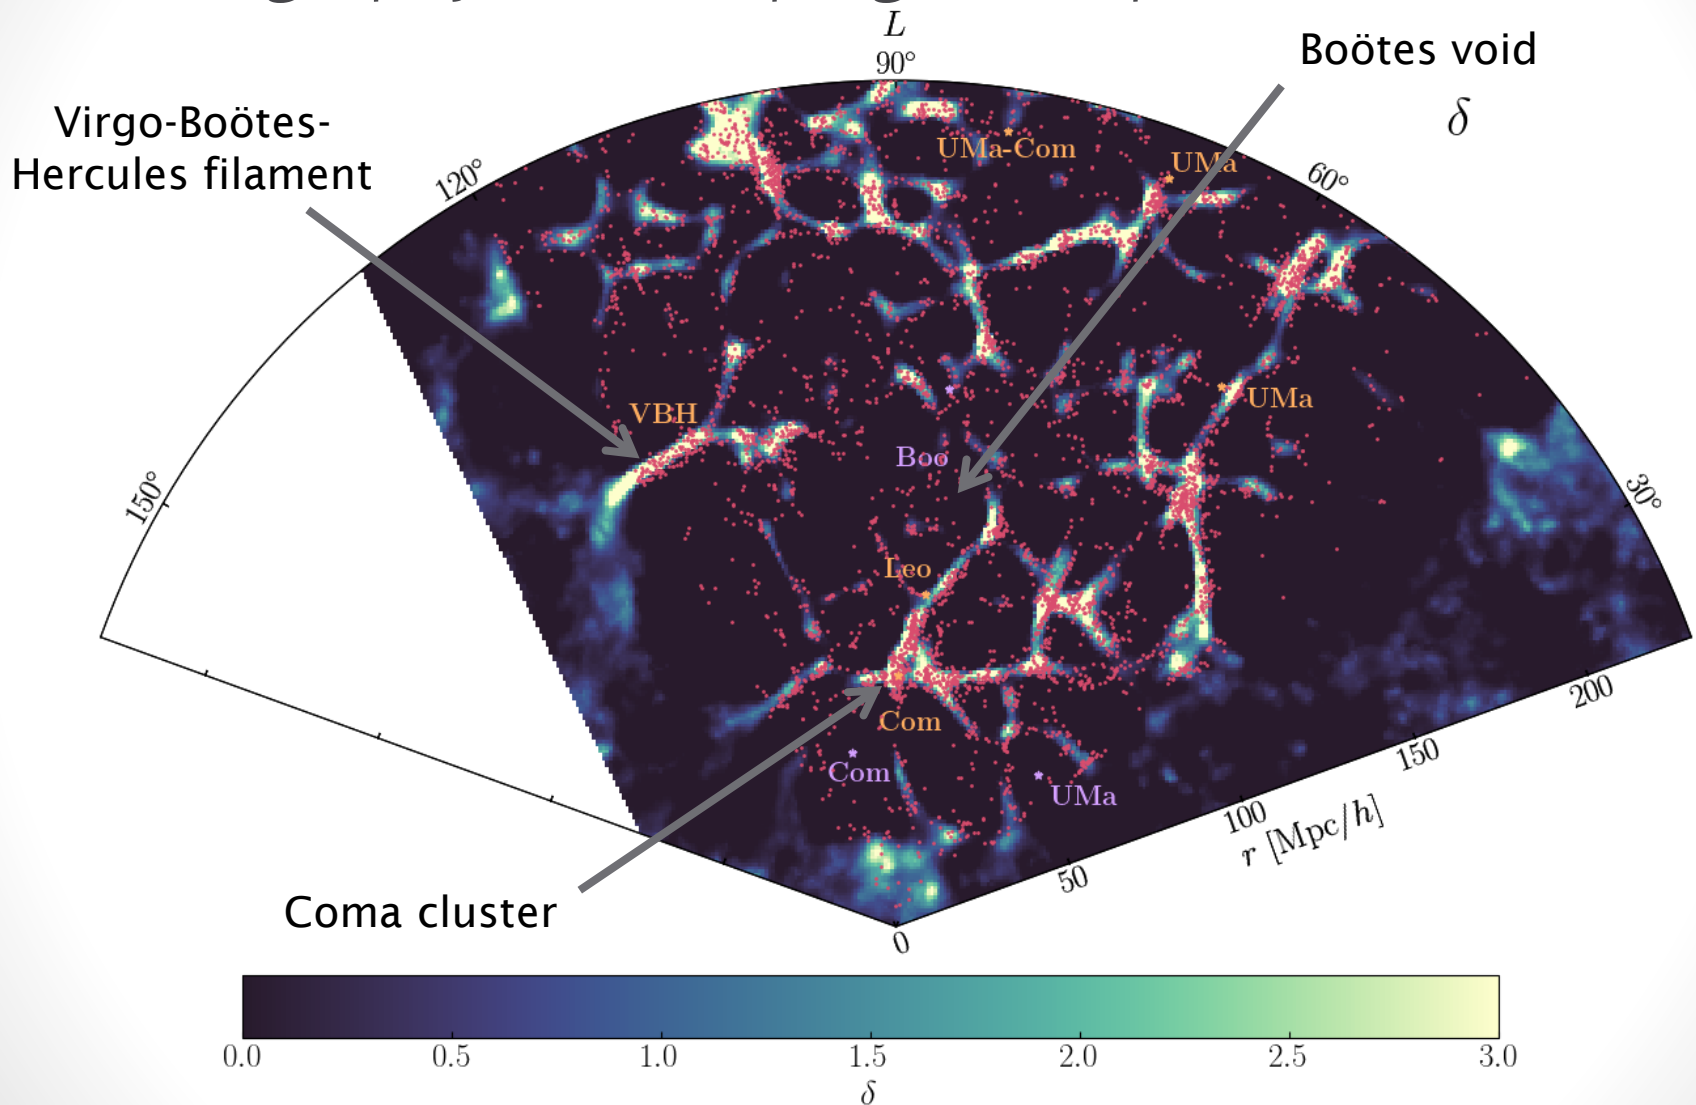 L
90°
Boötes void
δ
Virgo-Boötes-
Hercules filament
120°
UMa-Com
UMa
60°
VBH
UMa
Boo
150°
30°
Leo
Com
Com
UMa
200
150
100
r [Mpc/h]
50
0
Coma cluster
0.0 0.5 1.0 1.5 2.0 2.5 3.0
δ